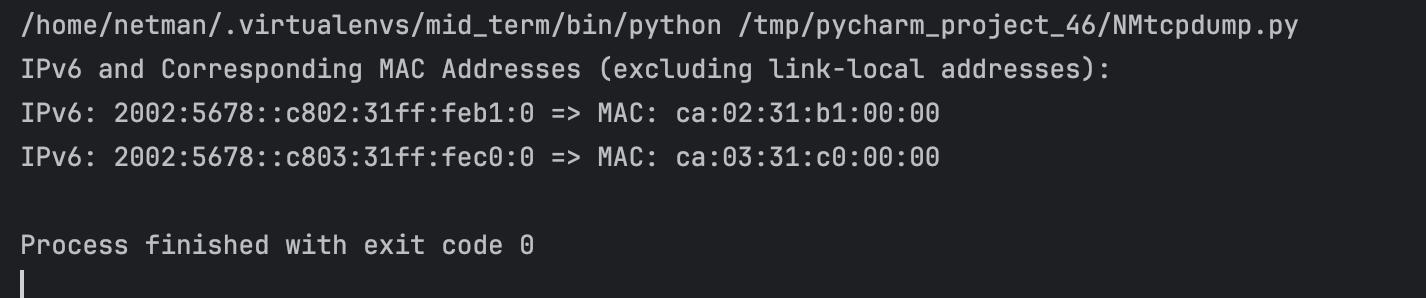 /home/netman/.virtualenvs/mid_term/bin/python /tmp/pycharm_project_46/NMtcpdump.py
IPv6 and Corresponding MAC Addresses (excluding link-local addresses):
IPv6: 2002:5678::c802:31ff:feb1:0 => MAC: ca:02:31:b1:00:00
IPv6: 2002:5678::c803:31ff:fec0:0 => MAC: ca:03:31:c0:00:00
Process finished with exit code 0